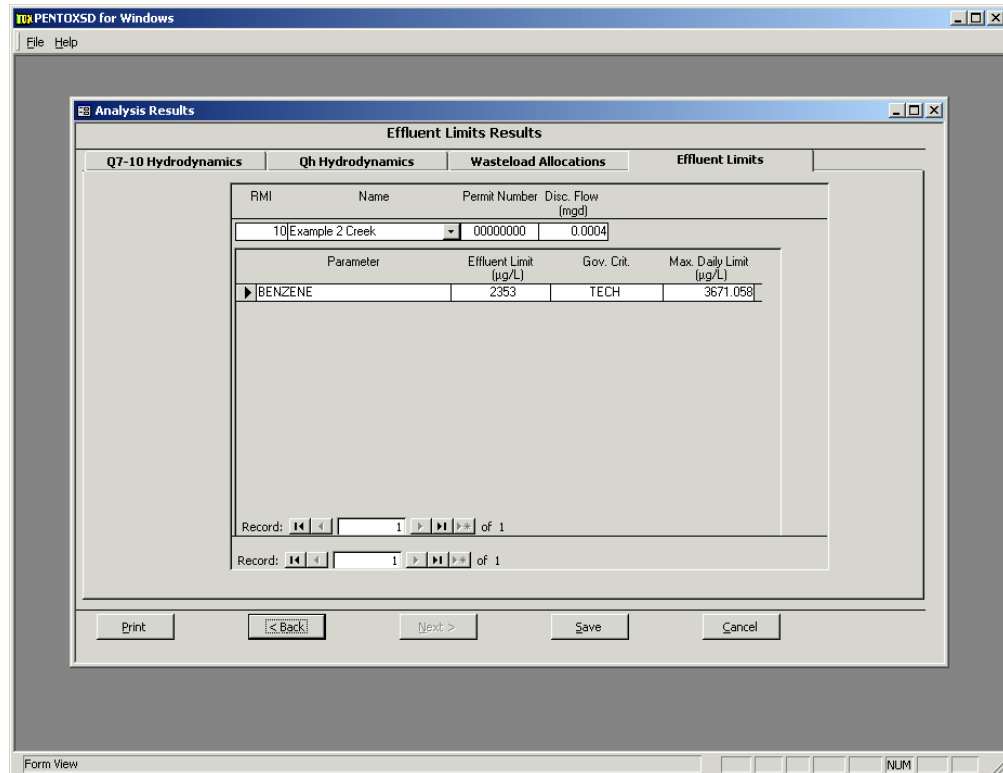 TOX PENTOXSD for Windows
File Help
Analysis Results
Effluent Limits Results
Q7-10 Hydrodynamics Qh Hydrodynamics Wasteload Allocations Effluent Limits
RMI Name Permit Number Disc. Flow
(mgd)
10 Example 2 Creek 00000000 0.0004
Parameter Effluent Limit Gov. Crit. Max. Daily Limit
(µg/L) (µg/L)
BENZENE 2353 TECH 3671.058
Record: 1 of 1
Record: 1 of 1
Print < Back Next > Save Cancel
Form View NUM